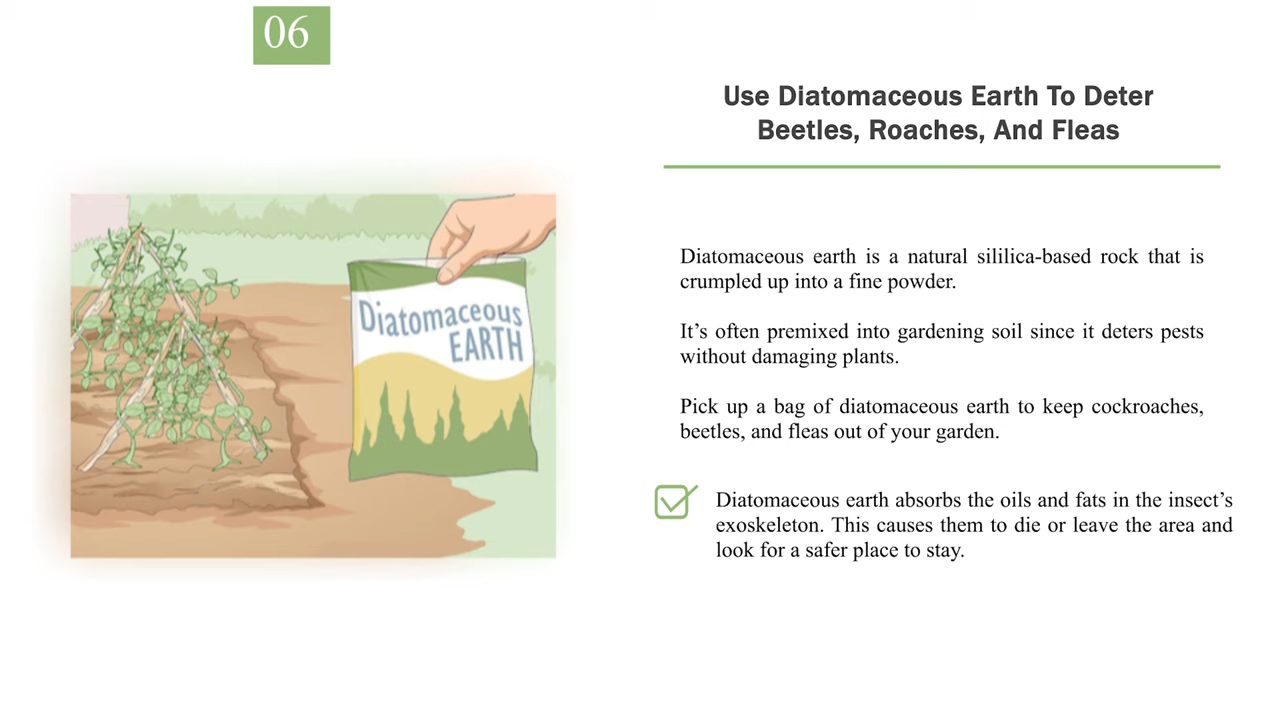 06
Use Diatomaceous Earth To Deter
Beetles, Roaches, And Fleas
Diatomaceous
EARTH
Diatomaceous earth is a natural sililica-based rock that is
crumpled up into a fine powder.
It’s often premixed into gardening soil since it deters pests
without damaging plants.
Pick up a bag of diatomaceous earth to keep cockroaches,
beetles, and fleas out of your garden.
Diatomaceous earth absorbs the oils and fats in the insect’s
exoskeleton. This causes them to die or leave the area and
look for a safer place to stay.